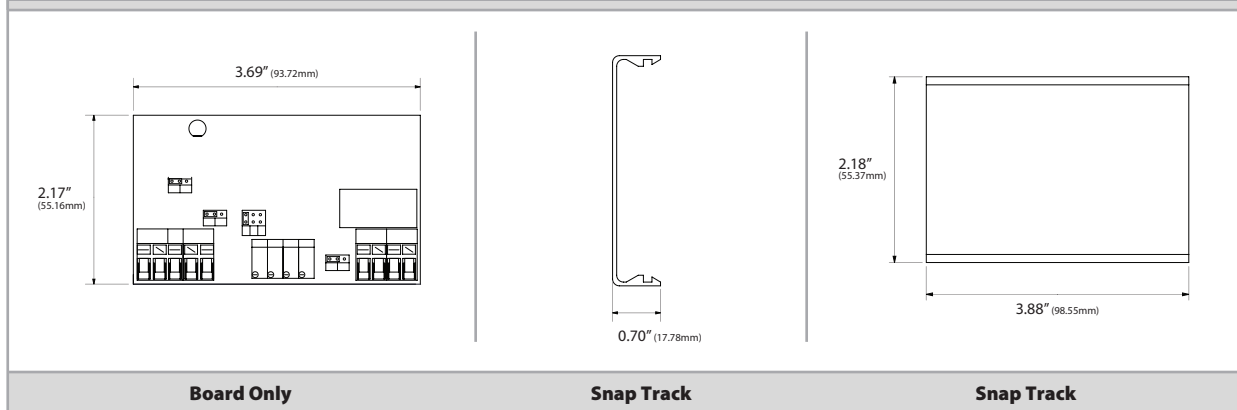 3.69” (93.72mm)
2.17”
(55.16mm)
0.70” (17.78mm)
2.18”
(55.37mm)
3.88” (98.55mm)
Board Only
Snap Track
Snap Track